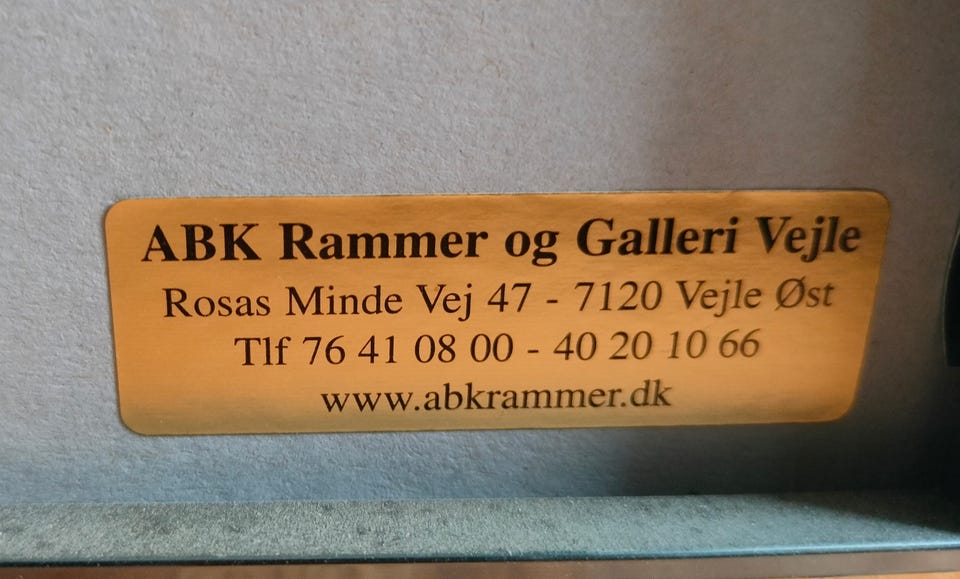 ABK Rammer og Galleri Vejle
Rosas Minde Vej 47 - 7120 Vejle Øst
Tlf 76 41 08 00 - 40 20 10 66
www.abkrammer.dk